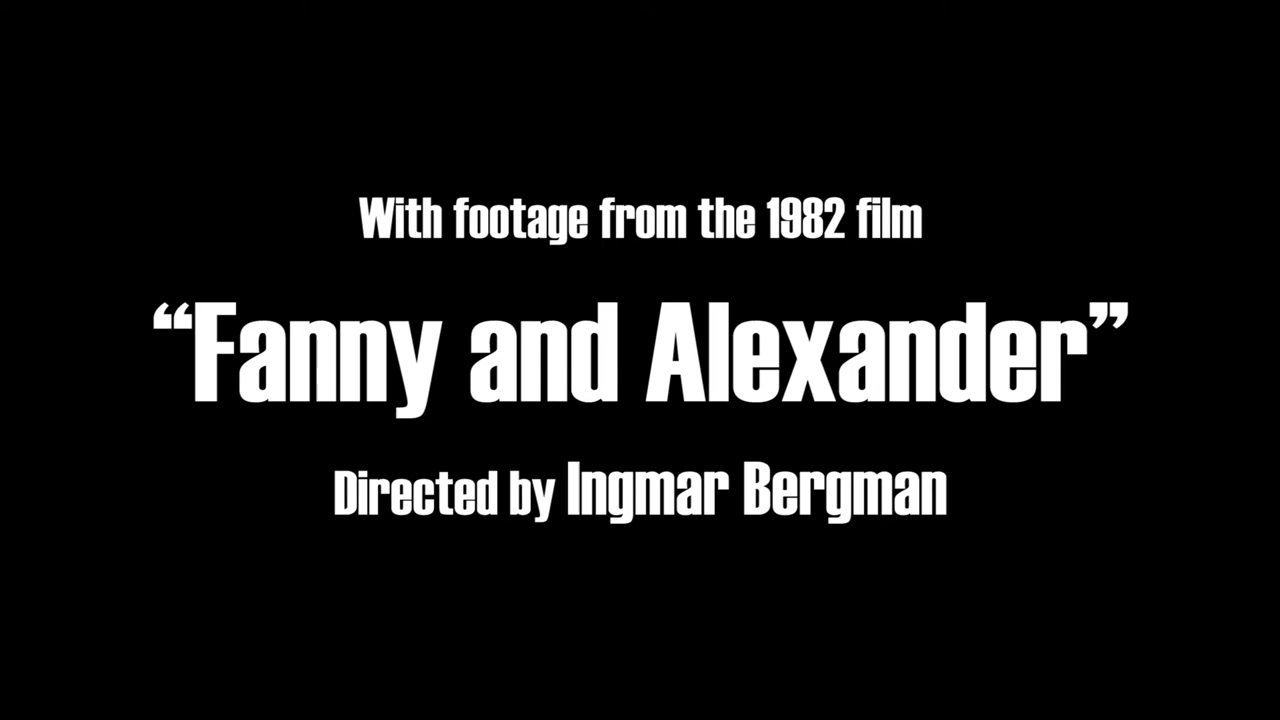 With footage from the 1982 film
“Fanny and Alexander”
Directed by Ingmar Bergman